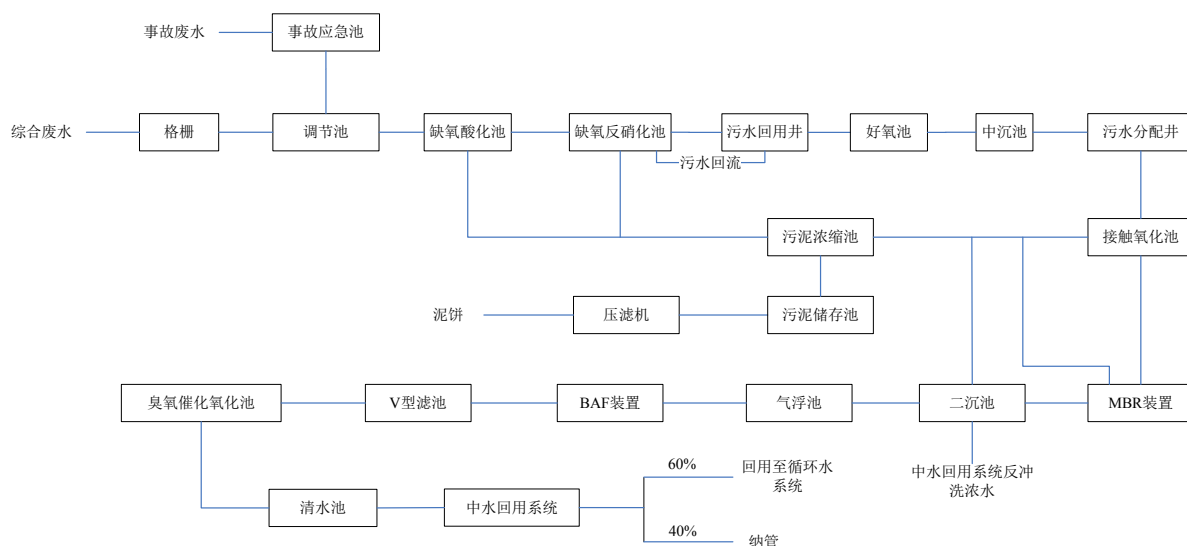 事故废水
事故应急池
综合废水
格栅
调节池
缺氧酸化池
缺氧反硝化池
污水回用井
好氧池
中沉池
污水分配井
污水回流
污泥浓缩池
接触氧化池
泥饼
压滤机
污泥储存池
臭氧催化氧化池
V型滤池
BAF装置
气浮池
二沉池
MBR装置
60%
回用至循环水
系统
中水回用系统反冲
洗浓水
清水池
中水回用系统
40%
纳管